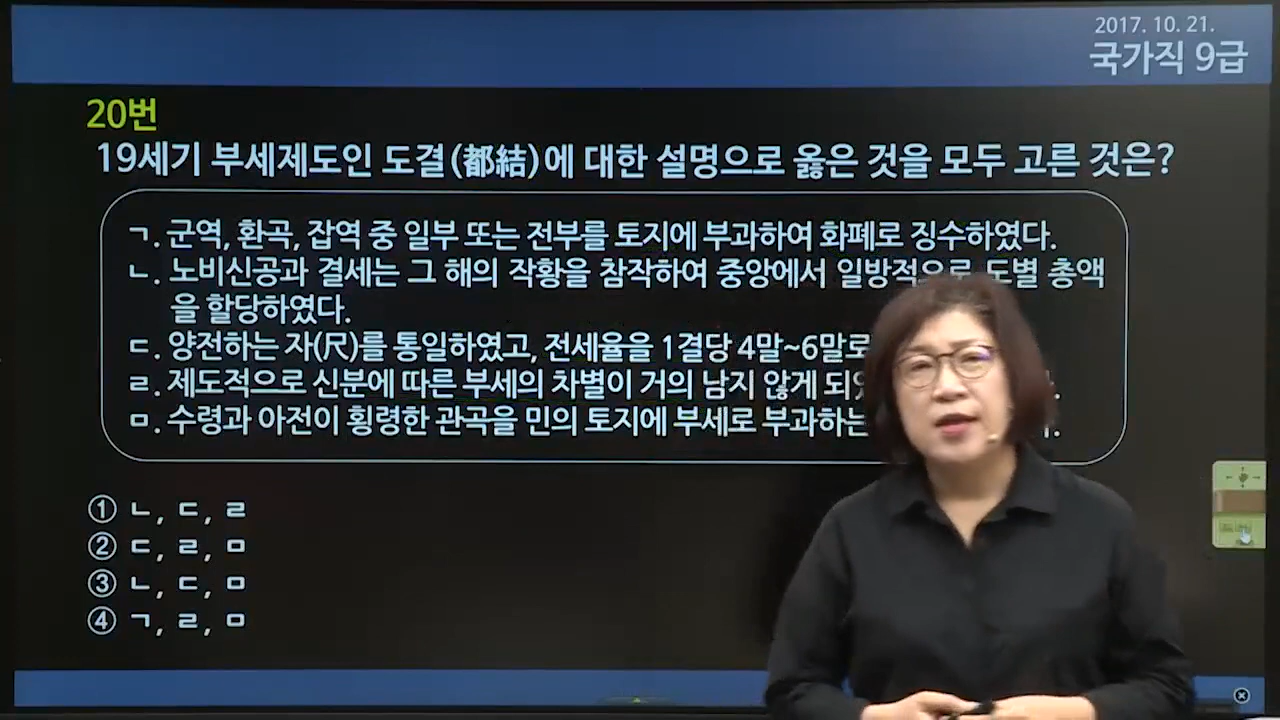 2017. 10. 21.
국가직 9급
20번
19세기 부세제도인 도결(都結)에 대한 설명으로 옳은 것을 모두 고른 것은?
ㄱ. 군역, 환곡, 잡역 중 일부 또는 전부를 토지에 부과하여 화폐로 징수하였다.
ㄴ. 노비신공과 결세는 그 해의 작황을 참작하여 중앙에서 일방적으로 도별 총액
을 할당하였다.
ㄷ. 양전하는 자(尺)를 통일하였고, 전세율을 1결당 4말~6말로
ㄹ. 제도적으로 신분에 따른 부세의 차별이 거의 남지 않게
ㅁ. 수령과 아전이 횡령한 관곡을 민의 토지에 부세로 부과하는
① ㄴ, ㄷ, ㄹ
② ㄷ, ㄹ, ㅁ
③ ㄴ, ㄷ, ㅁ
④ ㄱ, ㄹ, ㅁ